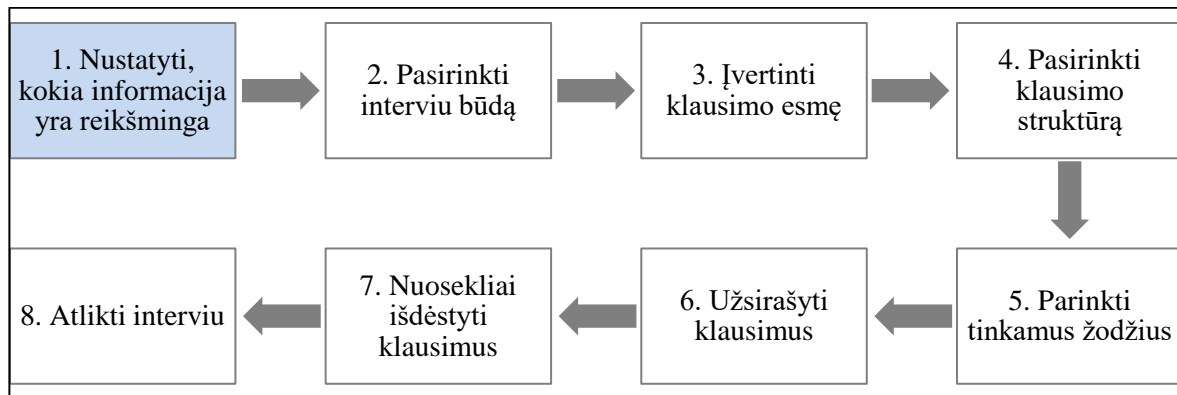 1. Nustatyti,
kokia informacija
yra reikšminga
2. Pasirinkti
interviu būdą
3. Įvertinti
klausimo esmę
4. Pasirinkti
klausimo
struktūrą
5. Parinkti
tinkamus žodžius
6. Užsirašyti
klausimus
7. Nuosekliai
išdėstyti
klausimus
8. Atlikti interviu